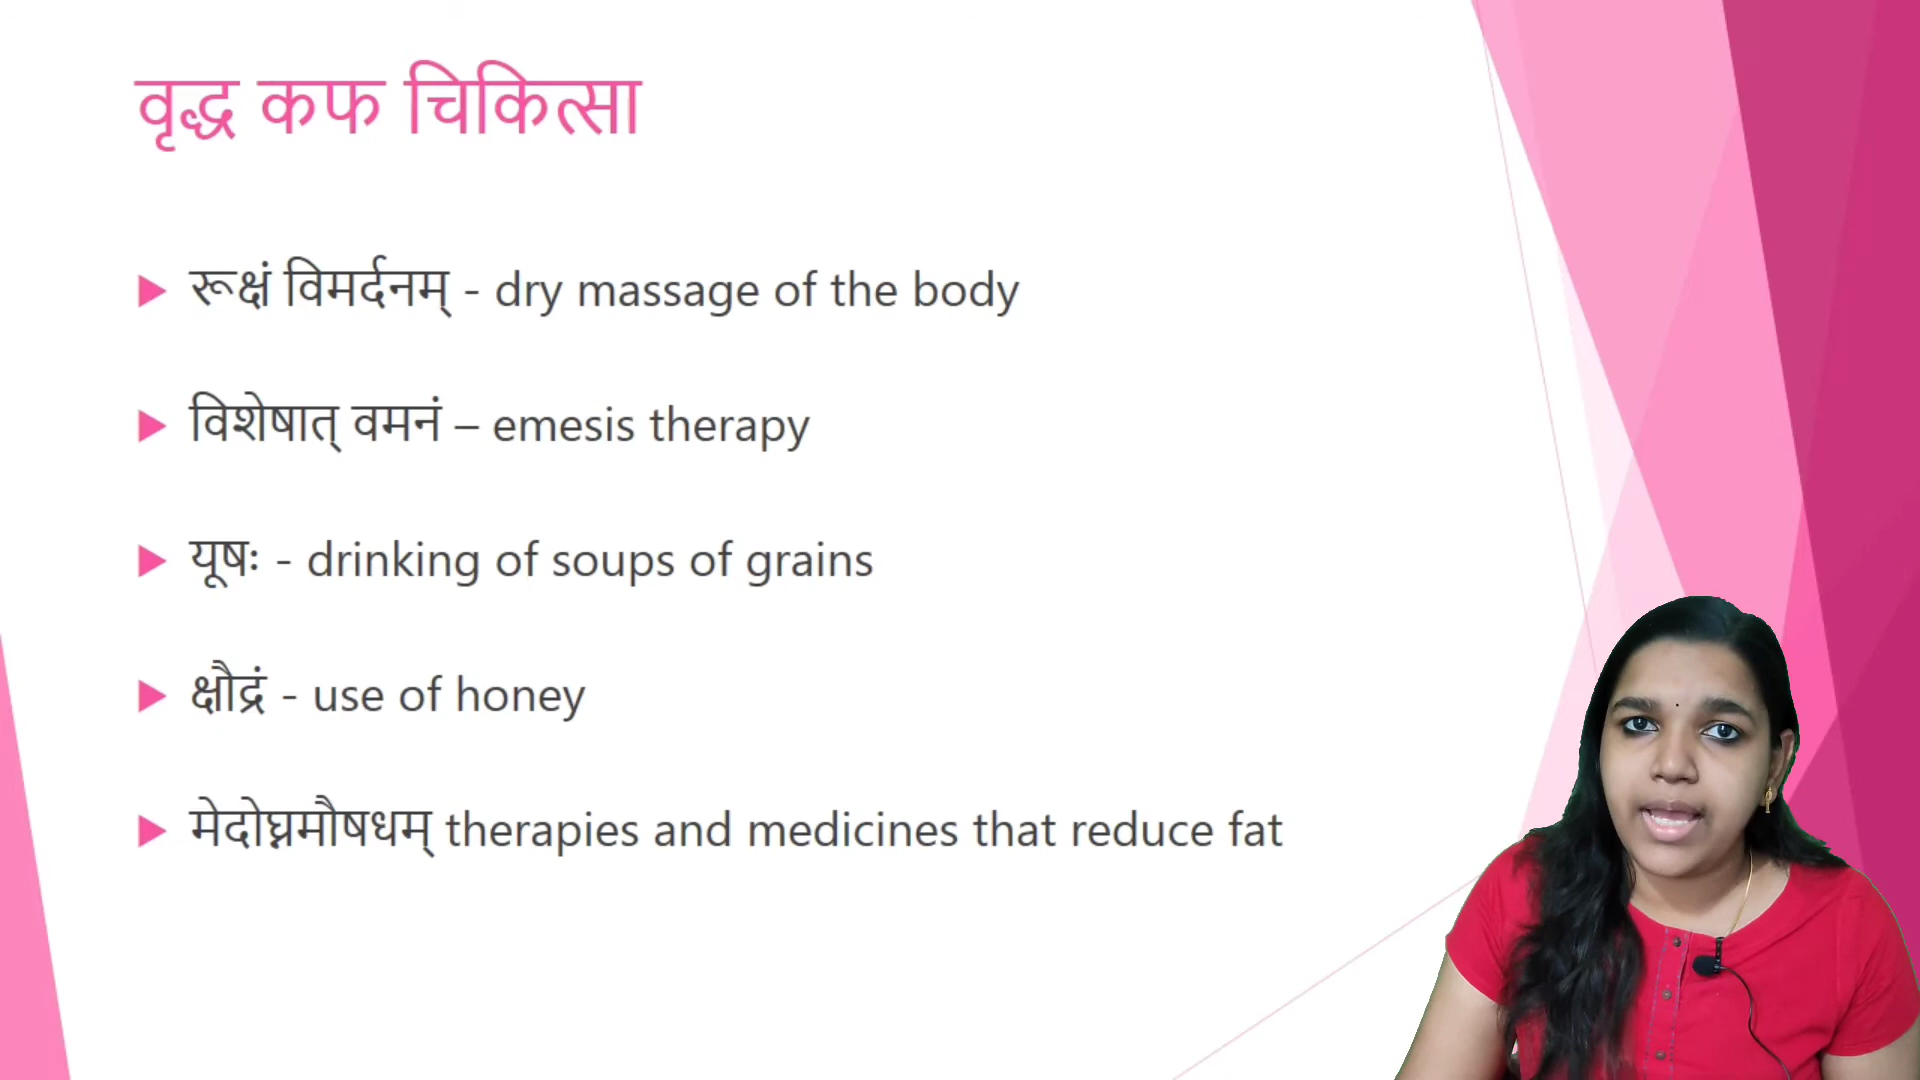 वृद्ध कफ चिकित्सा
रूक्षं विमर्दनम् - dry massage of the body
विशेषात् वमनं – emesis therapy
यूषः - drinking of soups of grains
क्षौद्रं - use of honey
मेदोघ्नमौषधम् therapies and medicines that reduce fat